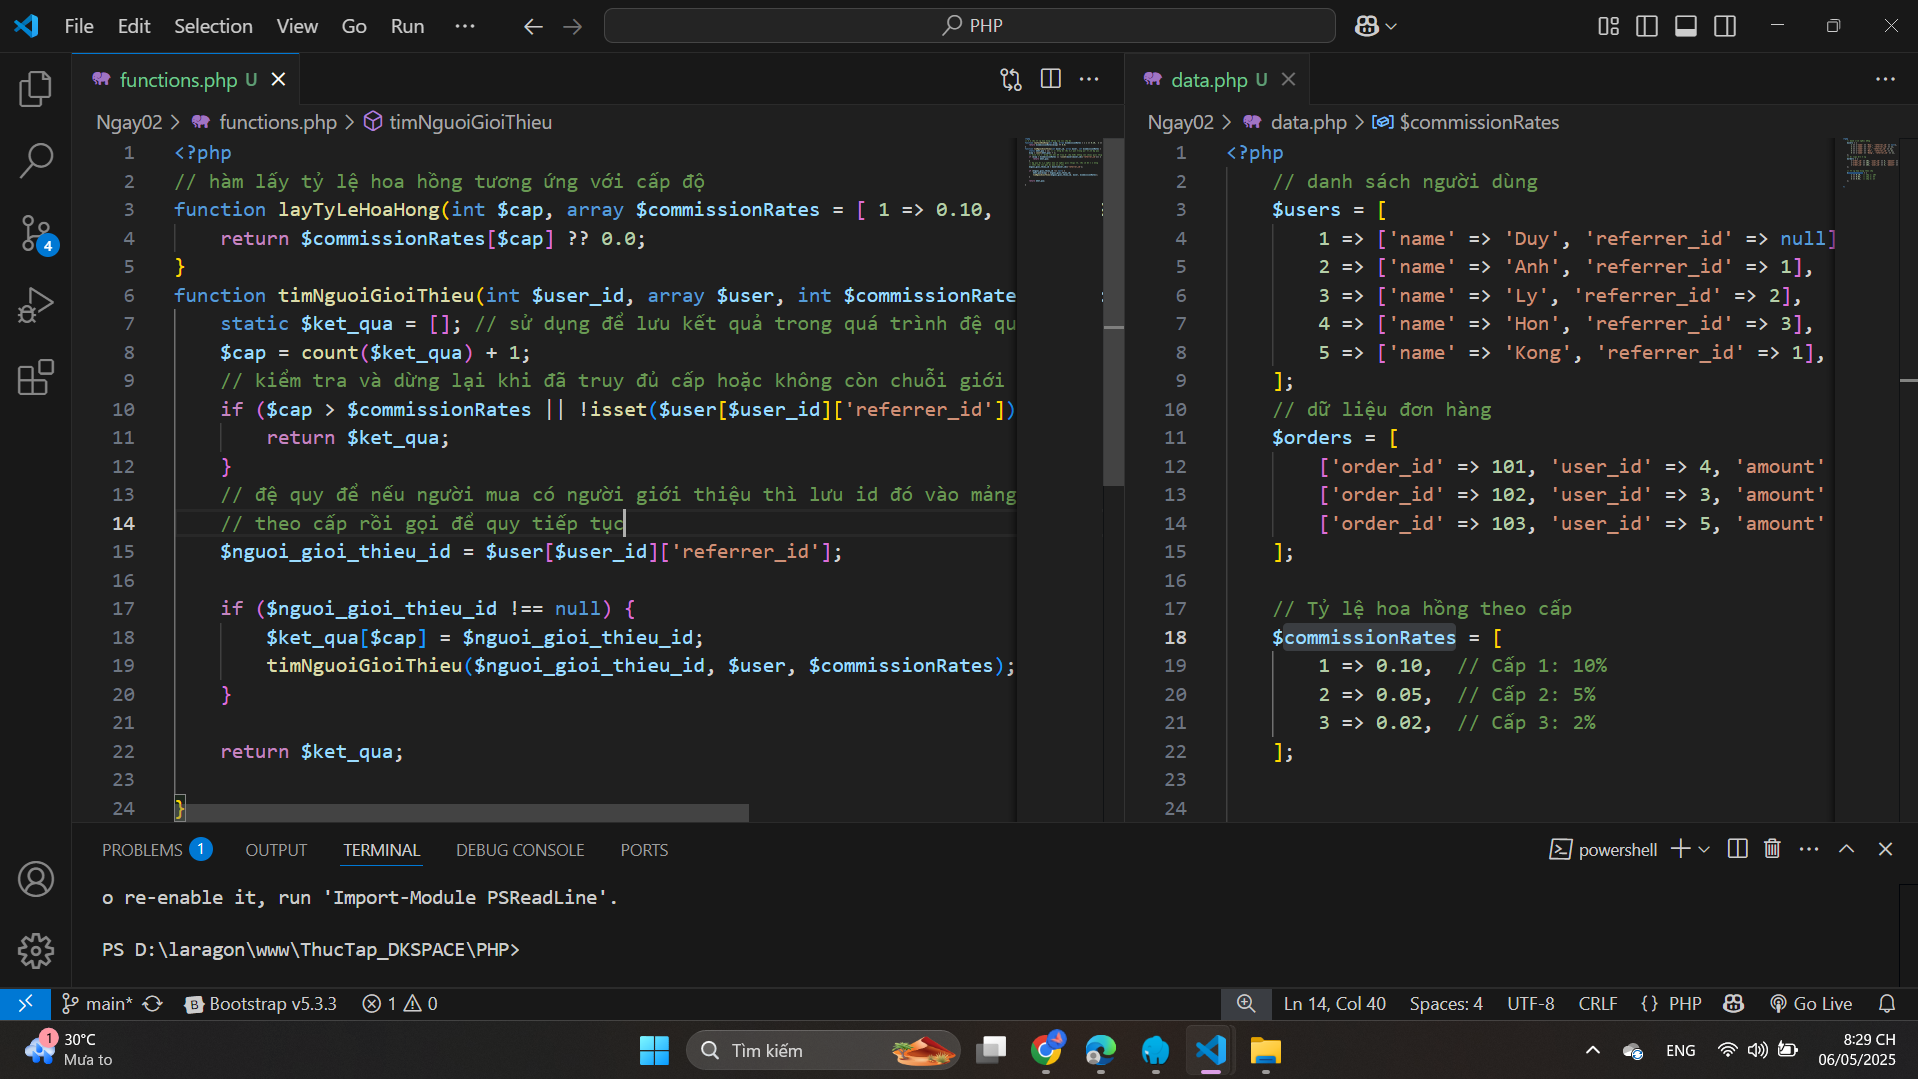 File Edit Selection View Go Run ··· PHP
functions.php U
Ngay02 > functions.php > timNguoiGioiThieu
1 <?php
2 // hàm lấy tỷ lệ hoa hồng tương ứng với cấp độ
3 function layTyLeHoaHong(int $cap, array $commissionRates = [ 1 => 0.10,
4 return $commissionRates[$cap] ?? 0.0;
5 }
6 function timNguoiGioiThieu(int $user_id, array $user, int $commissionRate
7 static $ket_qua = []; // sử dụng để lưu kết quả trong quá trình đệ qu
8 $cap = count($ket_qua) + 1;
9 // kiểm tra và dừng lại khi đã truy đủ cấp hoặc không còn chuỗi giới
10 if ($cap > $commissionRates || !isset($user[$user_id]['referrer_id'])
11 return $ket_qua;
12 }
13 // đệ quy để nếu người mua có người giới thiệu thì lưu id đó vào mảng
14 // theo cấp rồi gọi để quy tiếp tục
15 $nguoi_gioi_thieu_id = $user[$user_id]['referrer_id'];
16
17 if ($nguoi_gioi_thieu_id !== null) {
18 $ket_qua[$cap] = $nguoi_gioi_thieu_id;
19 timNguoiGioiThieu($nguoi_gioi_thieu_id, $user, $commissionRates);
20 }
21
22 return $ket_qua;
23
24 }
data.php U
Ngay02 > data.php > $commissionRates
1 <?php
2 // danh sách người dùng
3 $users = [
4 1 => ['name' => 'Duy', 'referrer_id' => null]
5 2 => ['name' => 'Anh', 'referrer_id' => 1],
6 3 => ['name' => 'Ly', 'referrer_id' => 2],
7 4 => ['name' => 'Hon', 'referrer_id' => 3],
8 5 => ['name' => 'Kong', 'referrer_id' => 1],
9 ];
10 // dữ liệu đơn hàng
11 $orders = [
12 ['order_id' => 101, 'user_id' => 4, 'amount'
13 ['order_id' => 102, 'user_id' => 3, 'amount'
14 ['order_id' => 103, 'user_id' => 5, 'amount'
15 ];
16
17 // Tỷ lệ hoa hồng theo cấp
18 $commissionRates = [
19 1 => 0.10, // Cấp 1: 10%
20 2 => 0.05, // Cấp 2: 5%
21 3 => 0.02, // Cấp 3: 2%
22 ];
23
24
4
PROBLEMS 1 OUTPUT TERMINAL DEBUG CONSOLE PORTS powershell
o re-enable it, run 'Import-Module PSReadLine'.
PS D:\laragon\www\ThucTap_DKSPACE\PHP>
main* Bootstrap v5.3.3 1 0 Ln 14, Col 40 Spaces: 4 UTF-8 CRLF {} PHP Go Live
1 30°C
Mưa to
Tìm kiếm
ENG
8:29 CH
06/05/2025